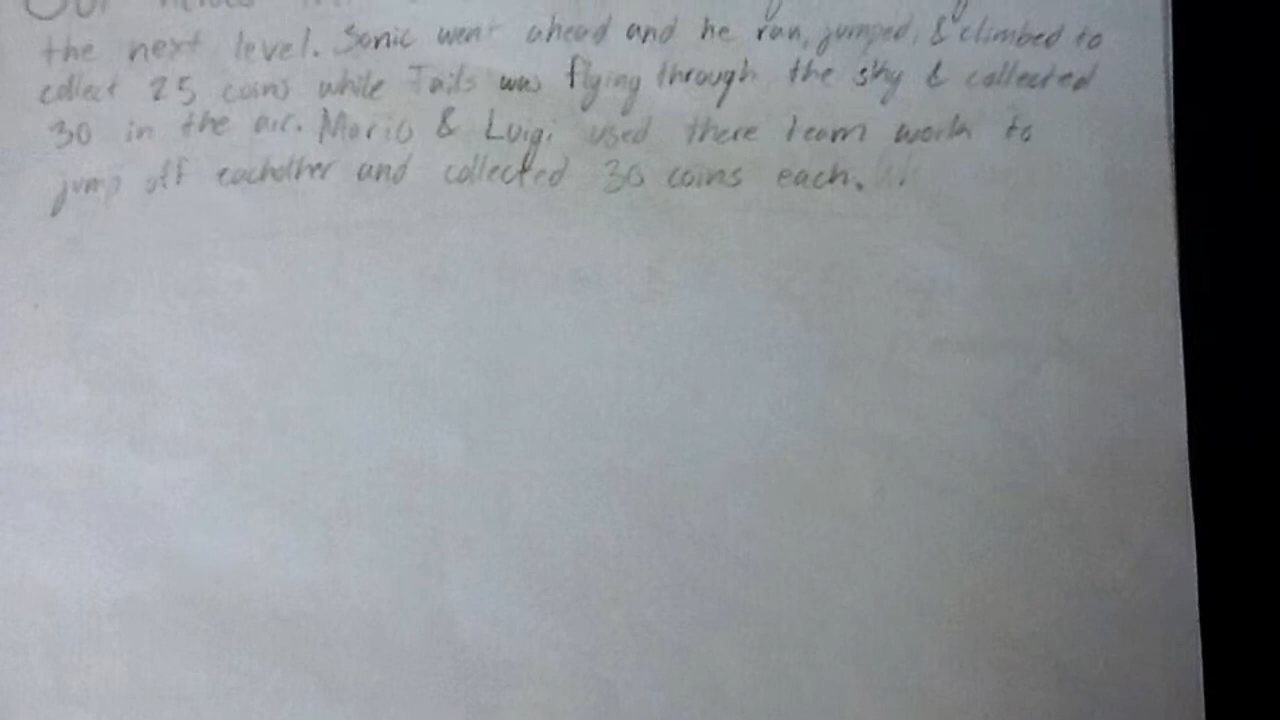 Our
the next level. Sonic went ahead and he ran, jumped, & climbed to
collect 25 coins while Tails was flying through the sky & collected
30 in the air. Mario & Luigi used there team work to
jump off eachother and collected 30 coins each.